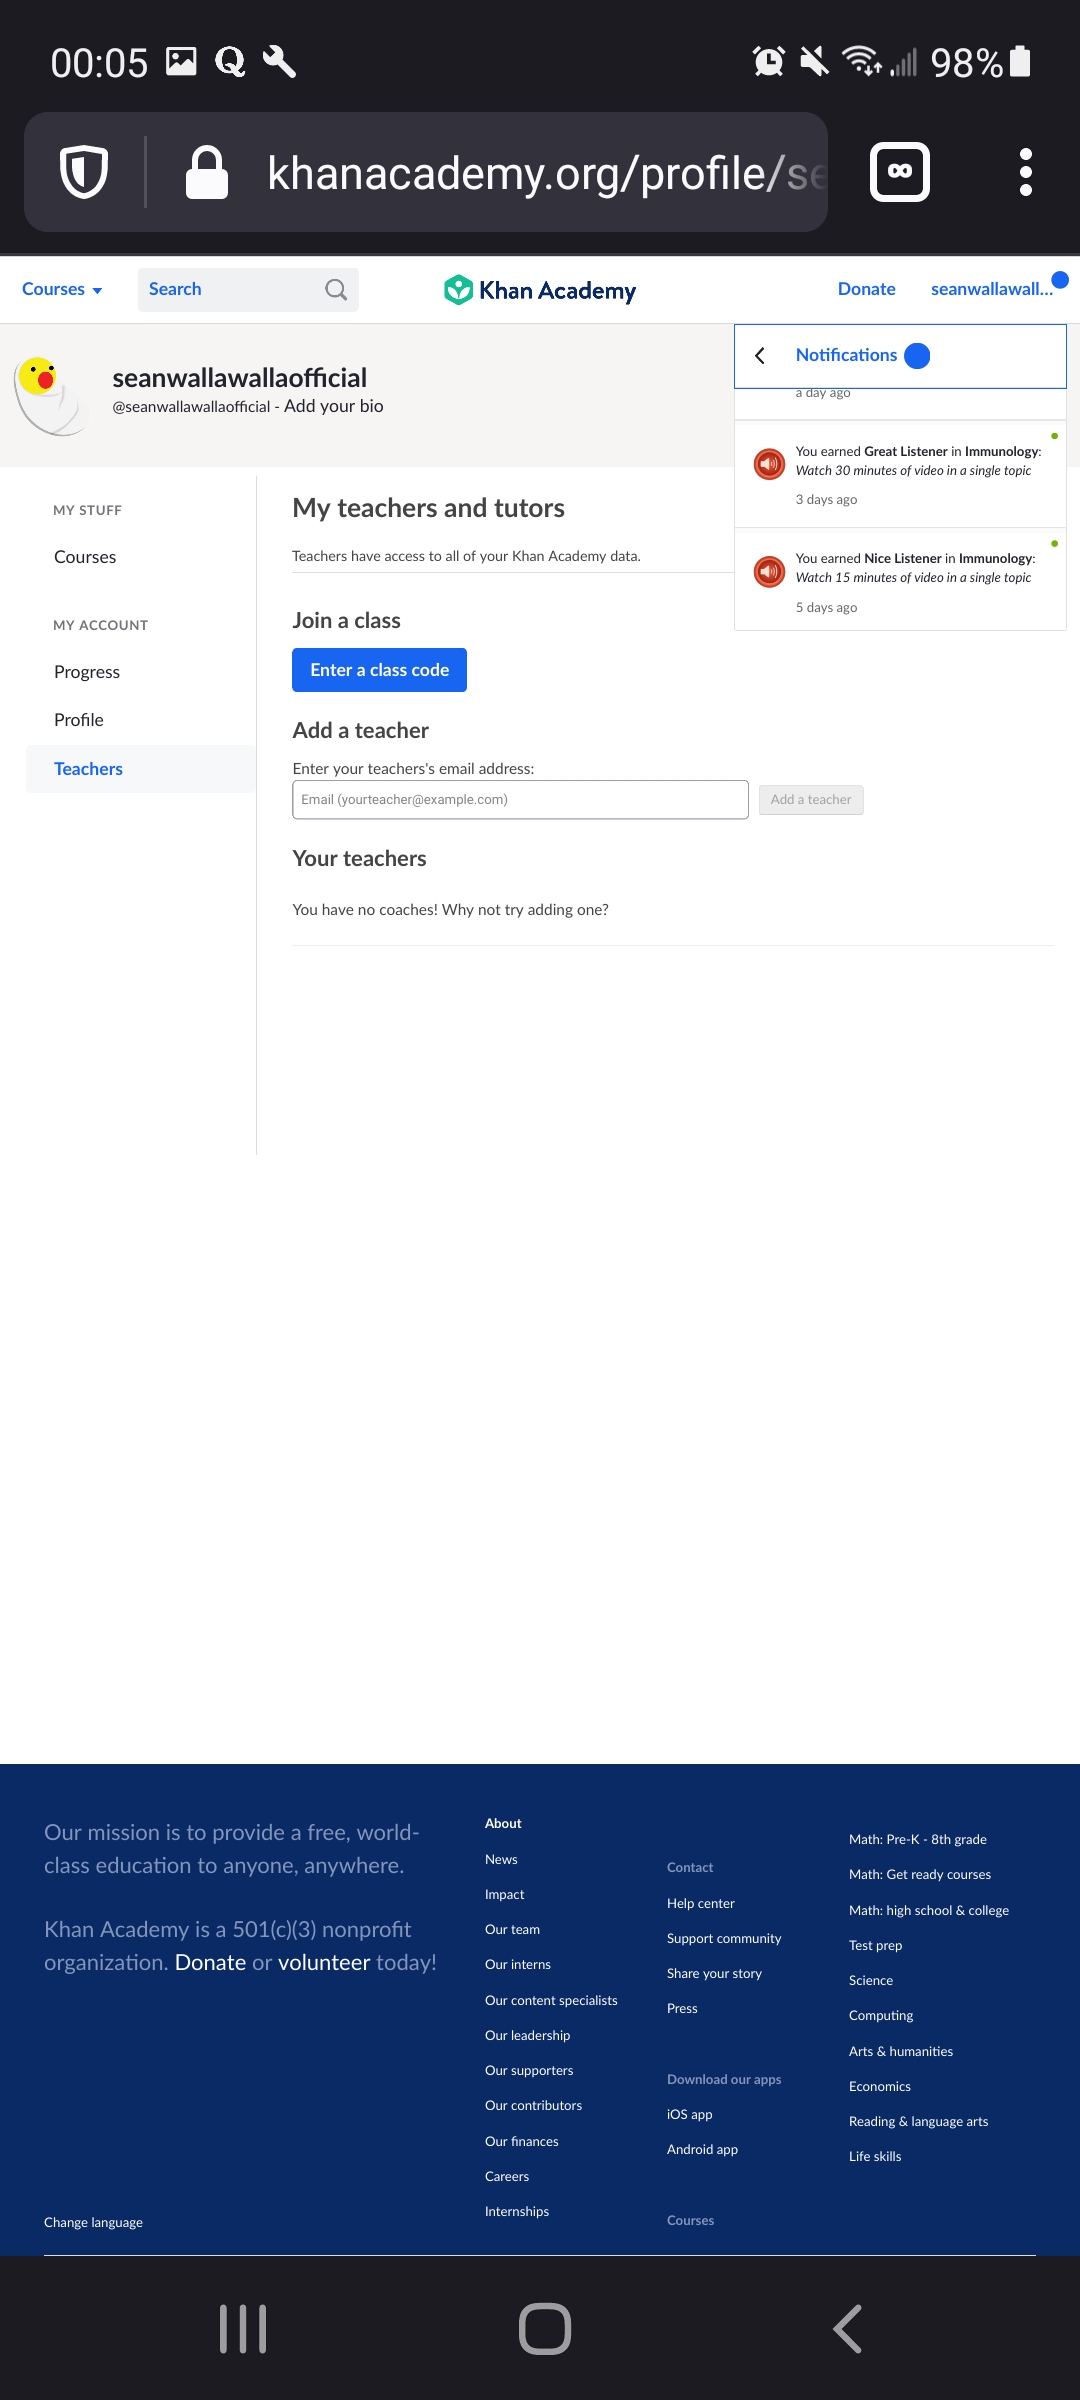 00:05
98%
khanacademy.org/profile/se
Courses
Search
Khan Academy
Donate
seanwallawall...
seanwallawallaofficial
@seanwallawallaofficial - Add your bio
Notifications
a day ago
You earned Great Listener in Immunology:
Watch 30 minutes of video in a single topic
3 days ago
You earned Nice Listener in Immunology:
Watch 15 minutes of video in a single topic
5 days ago
MY STUFF
Courses
MY ACCOUNT
Progress
Profile
Teachers
My teachers and tutors
Teachers have access to all of your Khan Academy data.
Join a class
Enter a class code
Add a teacher
Enter your teachers's email address:
Email (yourteacher@example.com)
Add a teacher
Your teachers
You have no coaches! Why not try adding one?
Our mission is to provide a free, world-
class education to anyone, anywhere.
Khan Academy is a 501(c)(3) nonprofit
organization. Donate or volunteer today!
Change language
About
News
Impact
Our team
Our interns
Our content specialists
Our leadership
Our supporters
Our contributors
Our finances
Careers
Internships
Contact
Help center
Support community
Share your story
Press
Download our apps
iOS app
Android app
Courses
Math: Pre-K - 8th grade
Math: Get ready courses
Math: high school & college
Test prep
Science
Computing
Arts & humanities
Economics
Reading & language arts
Life skills